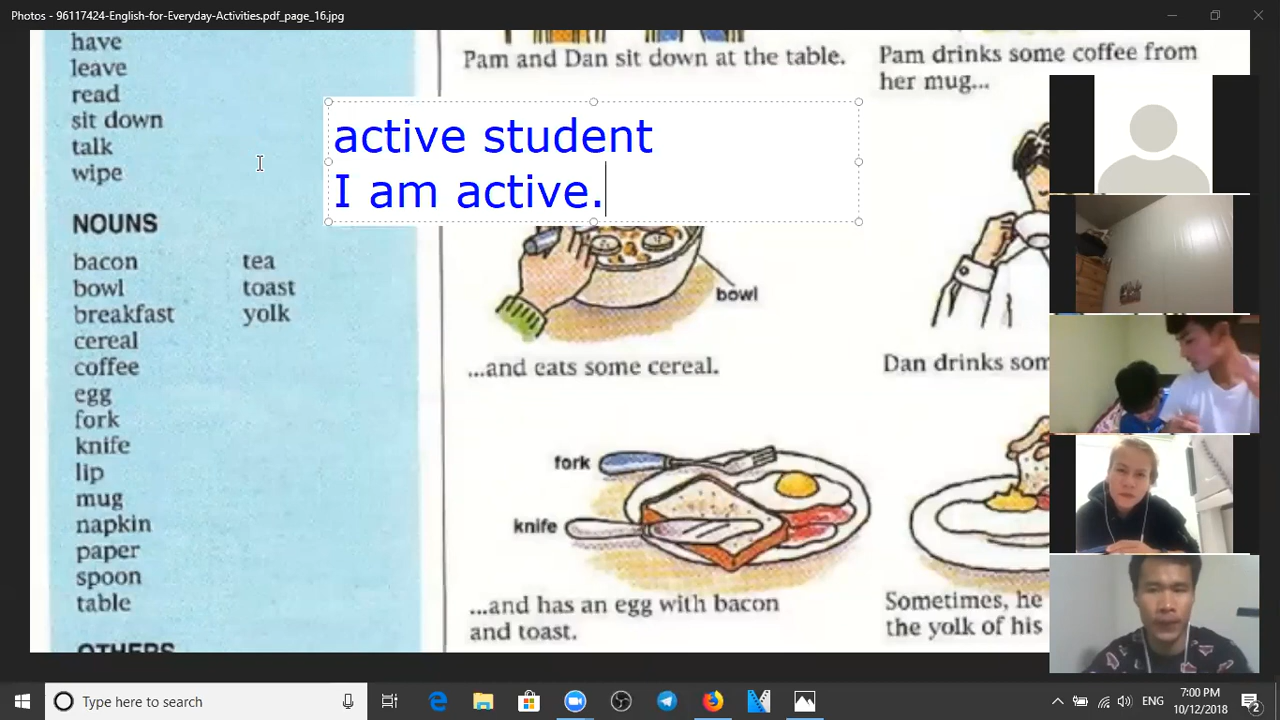 Photos - 96117424-English-for-Everyday-Activities.pdf_page_16.jpg
have
leave
read
sit down
talk
wipe
NOUNS
bacon
bowl
breakfast
cereal
coffee
egg
fork
knife
lip
mug
napkin
paper
spoon
table
tea
toast
yolk
OTHERS
Pam and Dan sit down at the table.
Pam drinks some coffee from
her mug...
active student
I am active.
bowl
...and eats some cereal.
Dan drinks som
fork
knife
...and has an egg with bacon
and toast.
Sometimes, he
the yolk of his
Type here to search
ENG
7:00 PM
10/12/2018
2